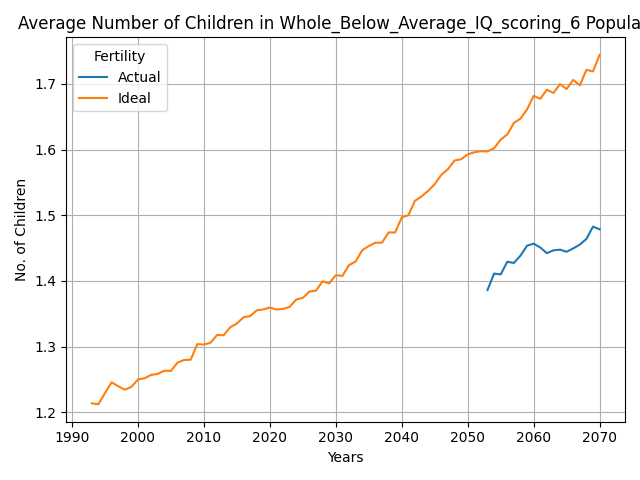 Average Number of Children in Whole_Below_Average_IQ_scoring_6 Popula
Fertility
Actual
Ideal
No. of Children
1.7
1.6
1.5
1.4
1.3
1.2
1990 2000 2010 2020 2030 2040 2050 2060 2070
Years